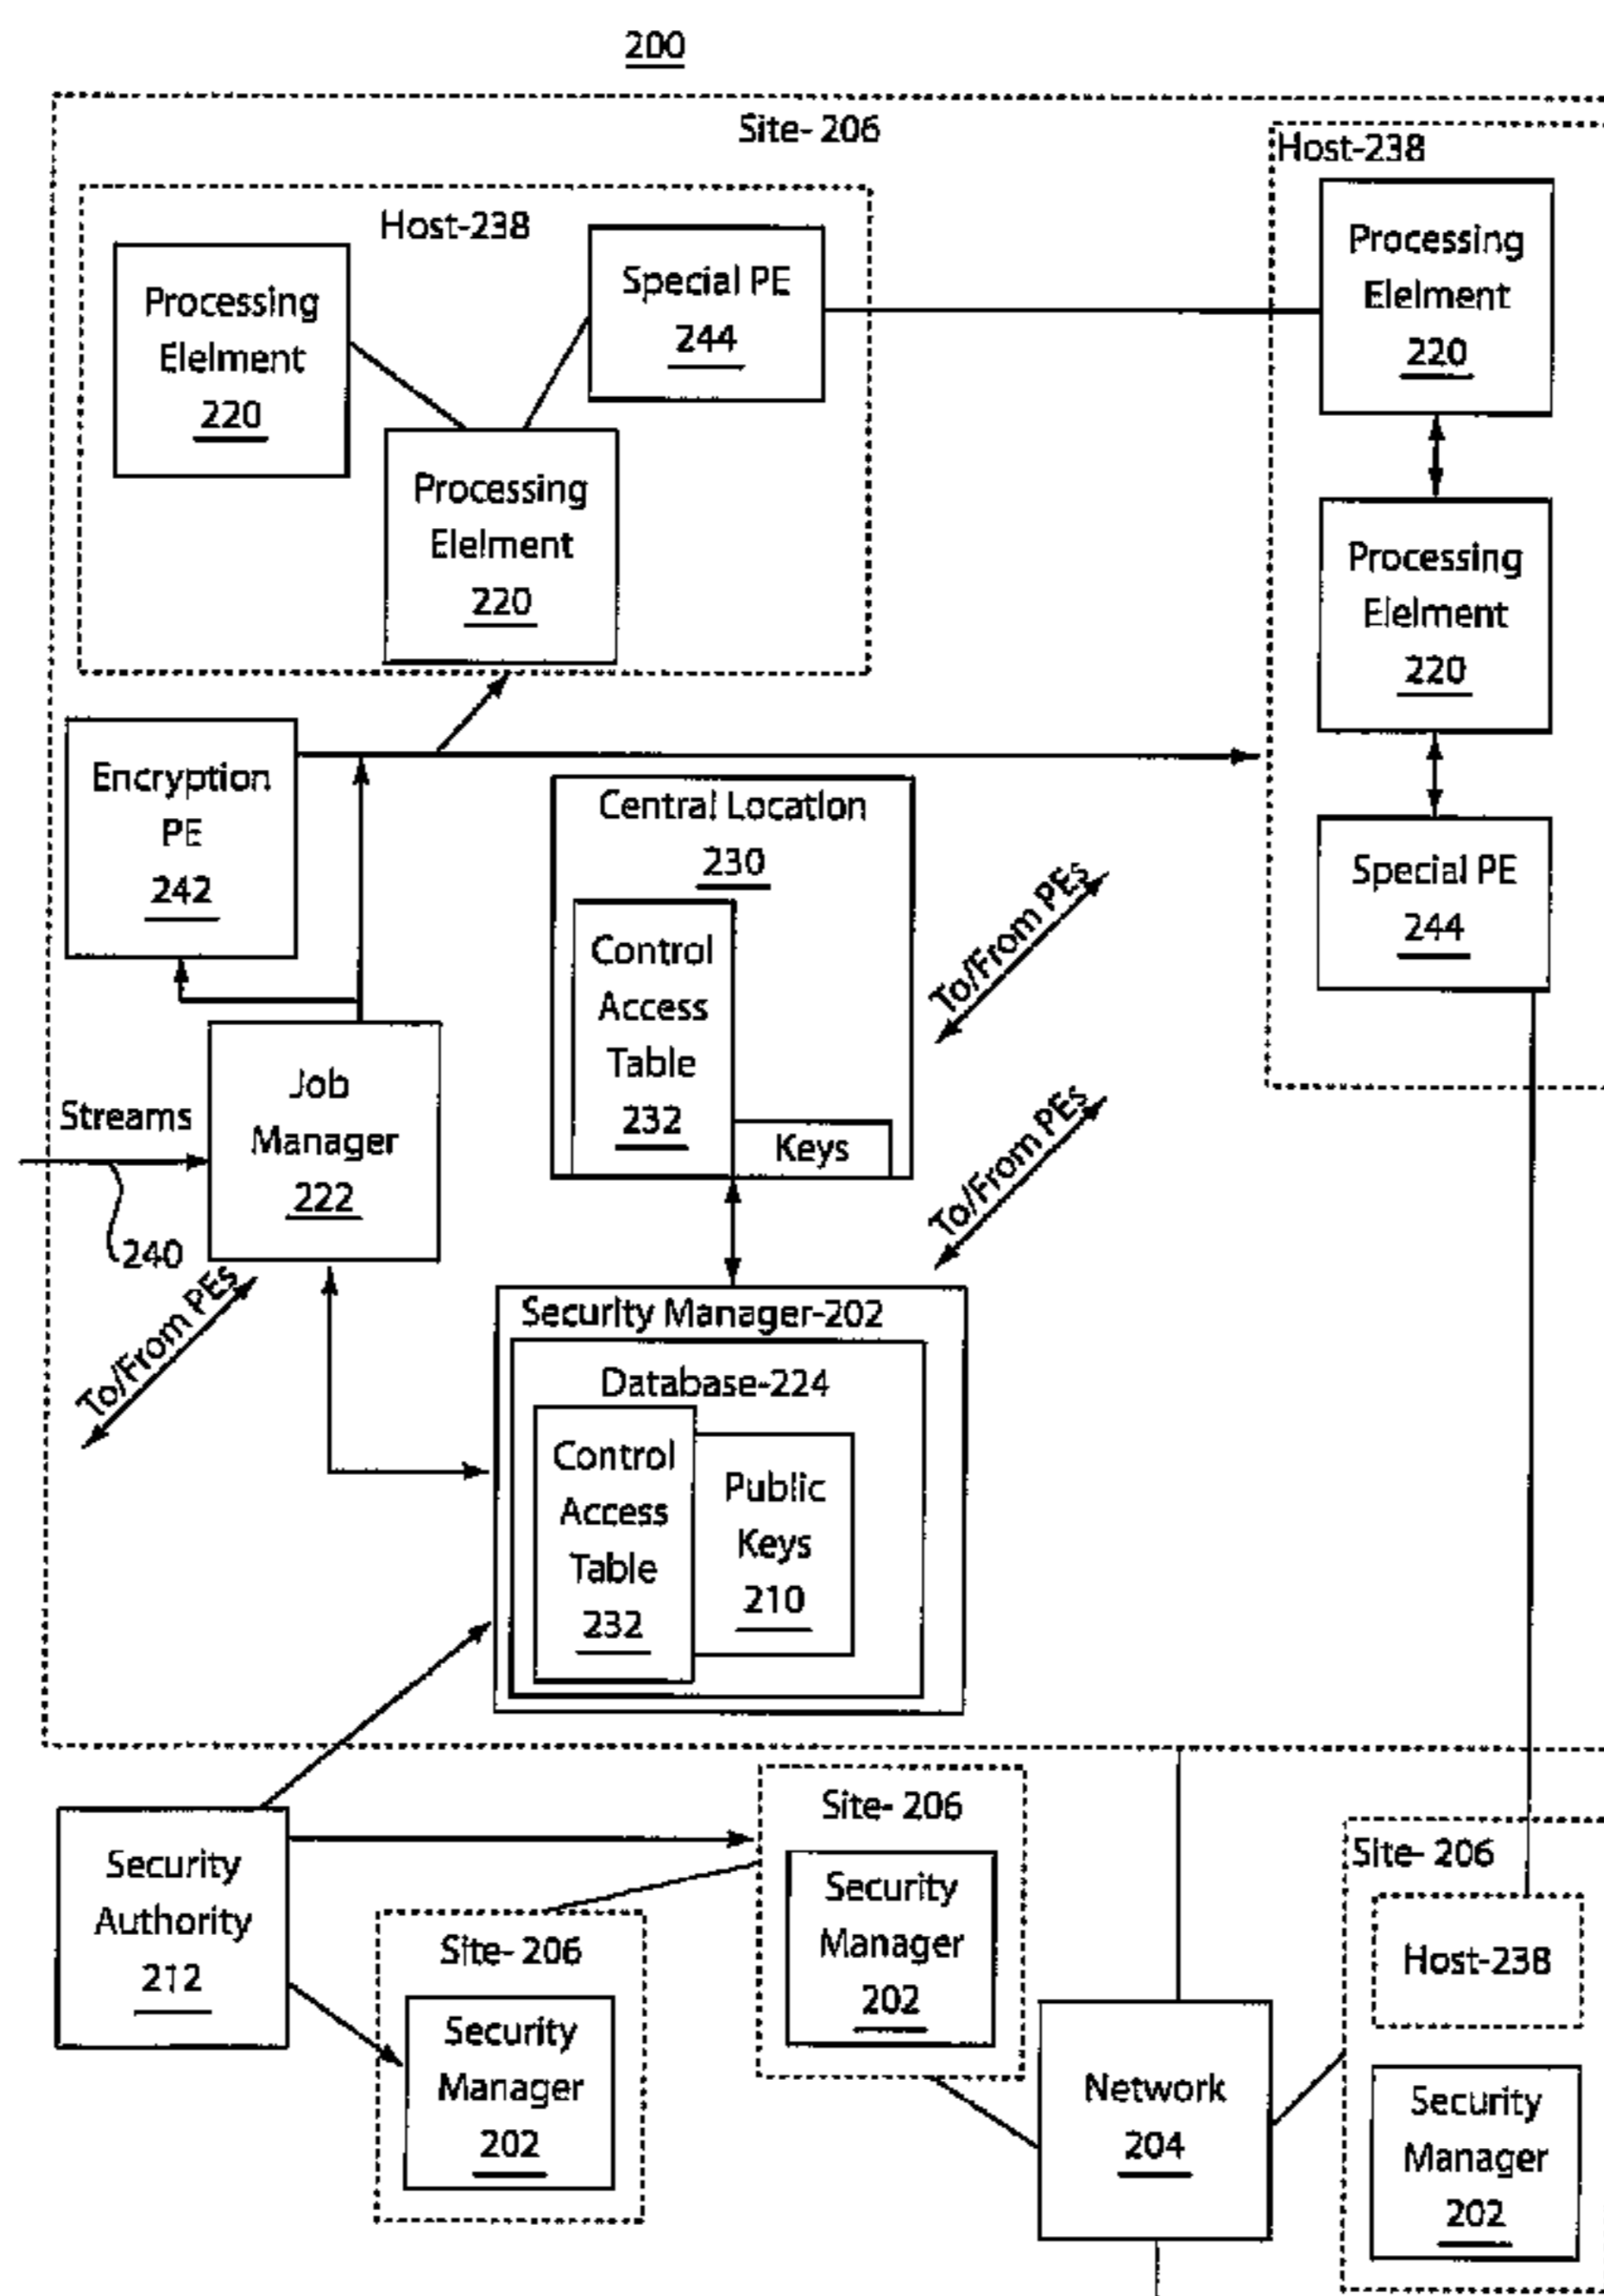 200
Site- 206
Host-238
Processing
Elelment
220
Processing
Elelment
220
Special PE
244
Host-238
Processing
Elelment
220
Processing
Elelment
220
Special PE
244
Encryption
PE
242
Central Location
230
Control
Access
Table
232
Keys
To/From PEs
To/From PEs
Streams
240
Job
Manager
222
To/From PEs
Security Manager-202
Database-224
Control
Access
Table
232
Public
Keys
210
Security
Authority
212
Site- 206
Security
Manager
202
Site- 206
Security
Manager
202
Network
204
Site- 206
Host-238
Security
Manager
202